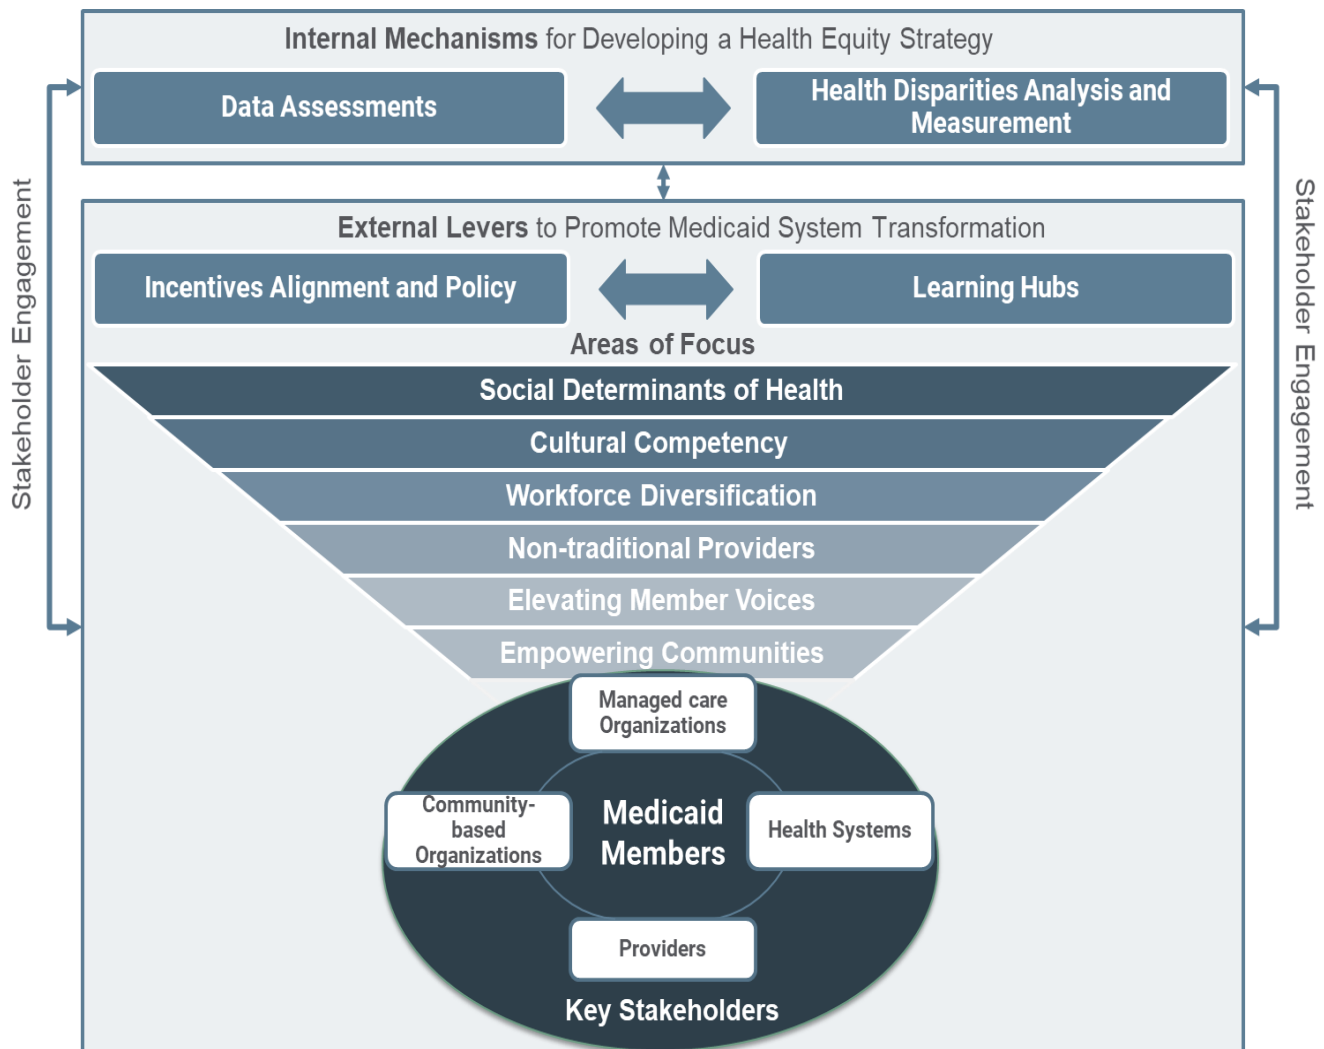 Internal Mechanisms for Developing a Health Equity Strategy
Data Assessments
Health Disparities Analysis and
Measurement
Stakeholder Engagement
Stakeholder Engagement
External Levers to Promote Medicaid System Transformation
Incentives Alignment and Policy
Learning Hubs
Areas of Focus
Social Determinants of Health
Cultural Competency
Workforce Diversification
Non-traditional Providers
Elevating Member Voices
Empowering Communities
Managed care
Organizations
Community-
based
Organizations
Medicaid
Members
Health Systems
Providers
Key Stakeholders